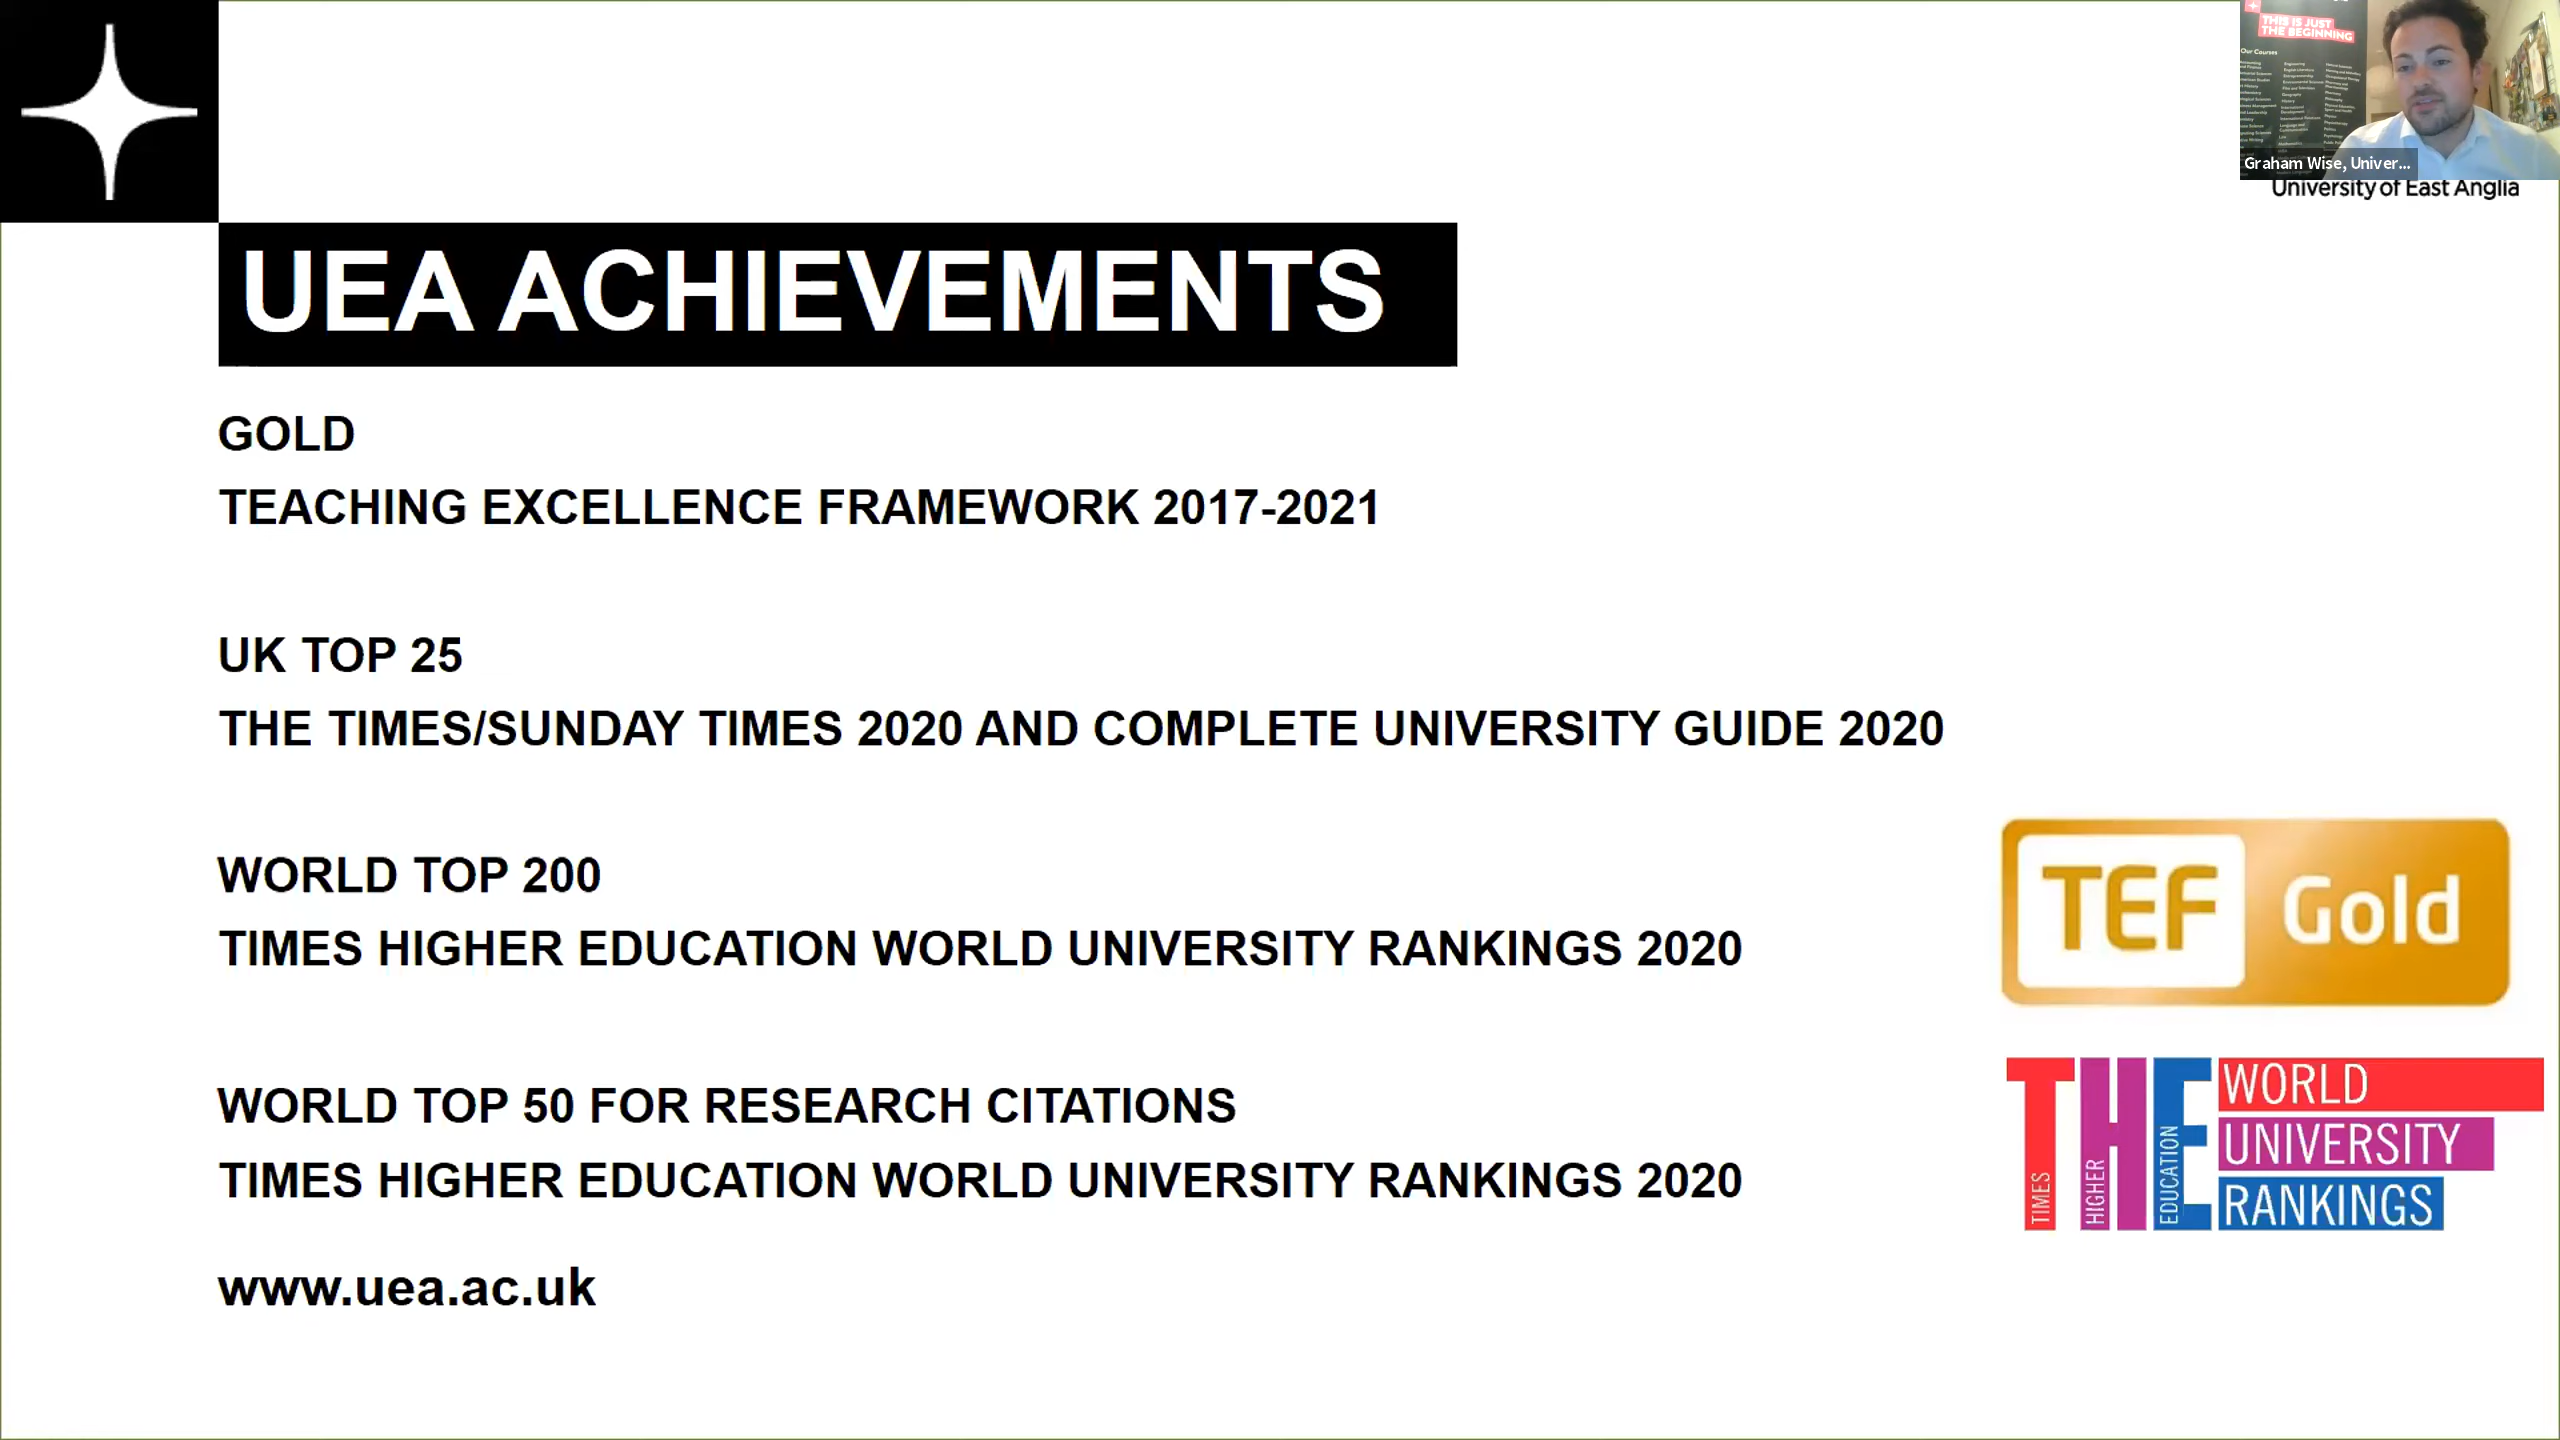 THIS IS JUST
THE BEGINNING
Our Courses
Graham Wise, Univer...
University of East Anglia
UEA ACHIEVEMENTS
GOLD
TEACHING EXCELLENCE FRAMEWORK 2017-2021
UK TOP 25
THE TIMES/SUNDAY TIMES 2020 AND COMPLETE UNIVERSITY GUIDE 2020
WORLD TOP 200
TIMES HIGHER EDUCATION WORLD UNIVERSITY RANKINGS 2020
TEF Gold
WORLD TOP 50 FOR RESEARCH CITATIONS
TIMES HIGHER EDUCATION WORLD UNIVERSITY RANKINGS 2020
THE
TIMES
HIGHER
EDUCATION
WORLD
UNIVERSITY
RANKINGS
www.uea.ac.uk